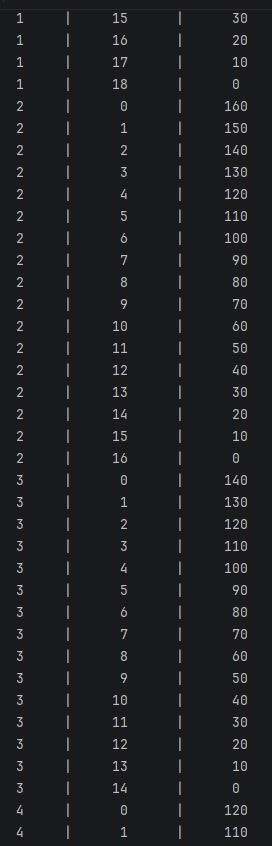 1 | 15 | 30
1 | 16 | 20
1 | 17 | 10
1 | 18 | 0
2 | 0 | 160
2 | 1 | 150
2 | 2 | 140
2 | 3 | 130
2 | 4 | 120
2 | 5 | 110
2 | 6 | 100
2 | 7 | 90
2 | 8 | 80
2 | 9 | 70
2 | 10 | 60
2 | 11 | 50
2 | 12 | 40
2 | 13 | 30
2 | 14 | 20
2 | 15 | 10
2 | 16 | 0
3 | 0 | 140
3 | 1 | 130
3 | 2 | 120
3 | 3 | 110
3 | 4 | 100
3 | 5 | 90
3 | 6 | 80
3 | 7 | 70
3 | 8 | 60
3 | 9 | 50
3 | 10 | 40
3 | 11 | 30
3 | 12 | 20
3 | 13 | 10
3 | 14 | 0
4 | 0 | 120
4 | 1 | 110